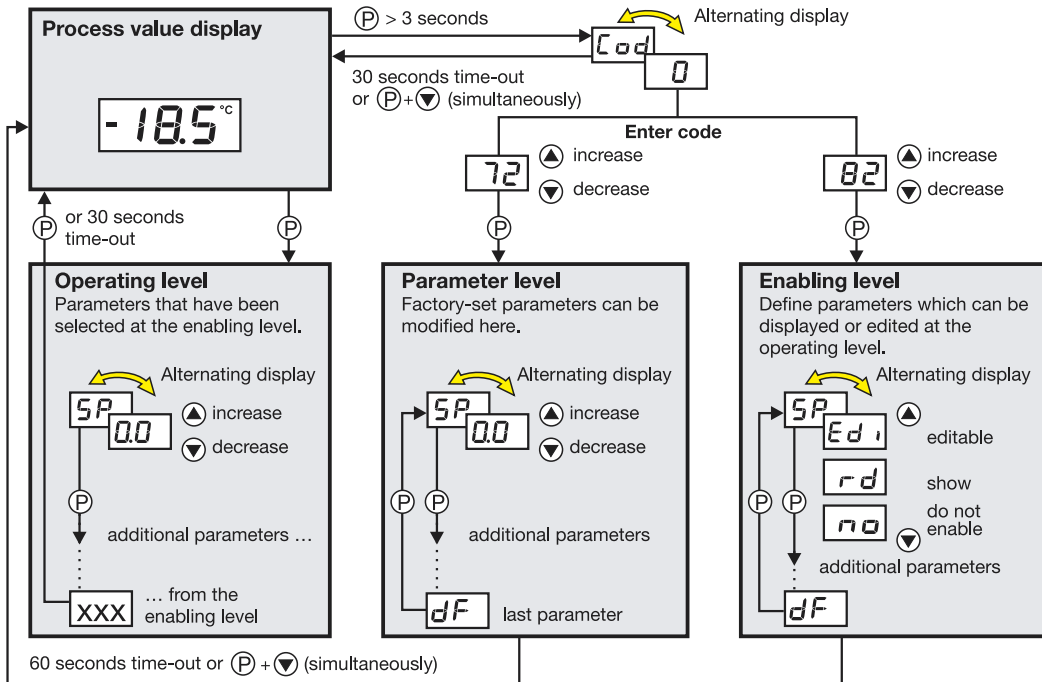 Process value display
-18.5 °C
P > 3 seconds
30 seconds time-out
or P + ▼ (simultaneously)
Alternating display
Cod
0
Enter code
72
▲ increase
▼ decrease
82
▲ increase
▼ decrease
P or 30 seconds
time-out
P
P
P
Operating level
Parameters that have been
selected at the enabling level.
Alternating display
SP
0.0
▲ increase
▼ decrease
P
additional parameters ...
xxx
... from the
enabling level
Parameter level
Factory-set parameters can be
modified here.
Alternating display
SP
0.0
▲ increase
▼ decrease
P P
additional parameters
dF last parameter
Enabling level
Define parameters which can be
displayed or edited at the
operating level.
Alternating display
SP
▲
Edi editable
rd show
no do not
enable
▼
P P
additional parameters
dF
60 seconds time-out or P + ▼ (simultaneously)